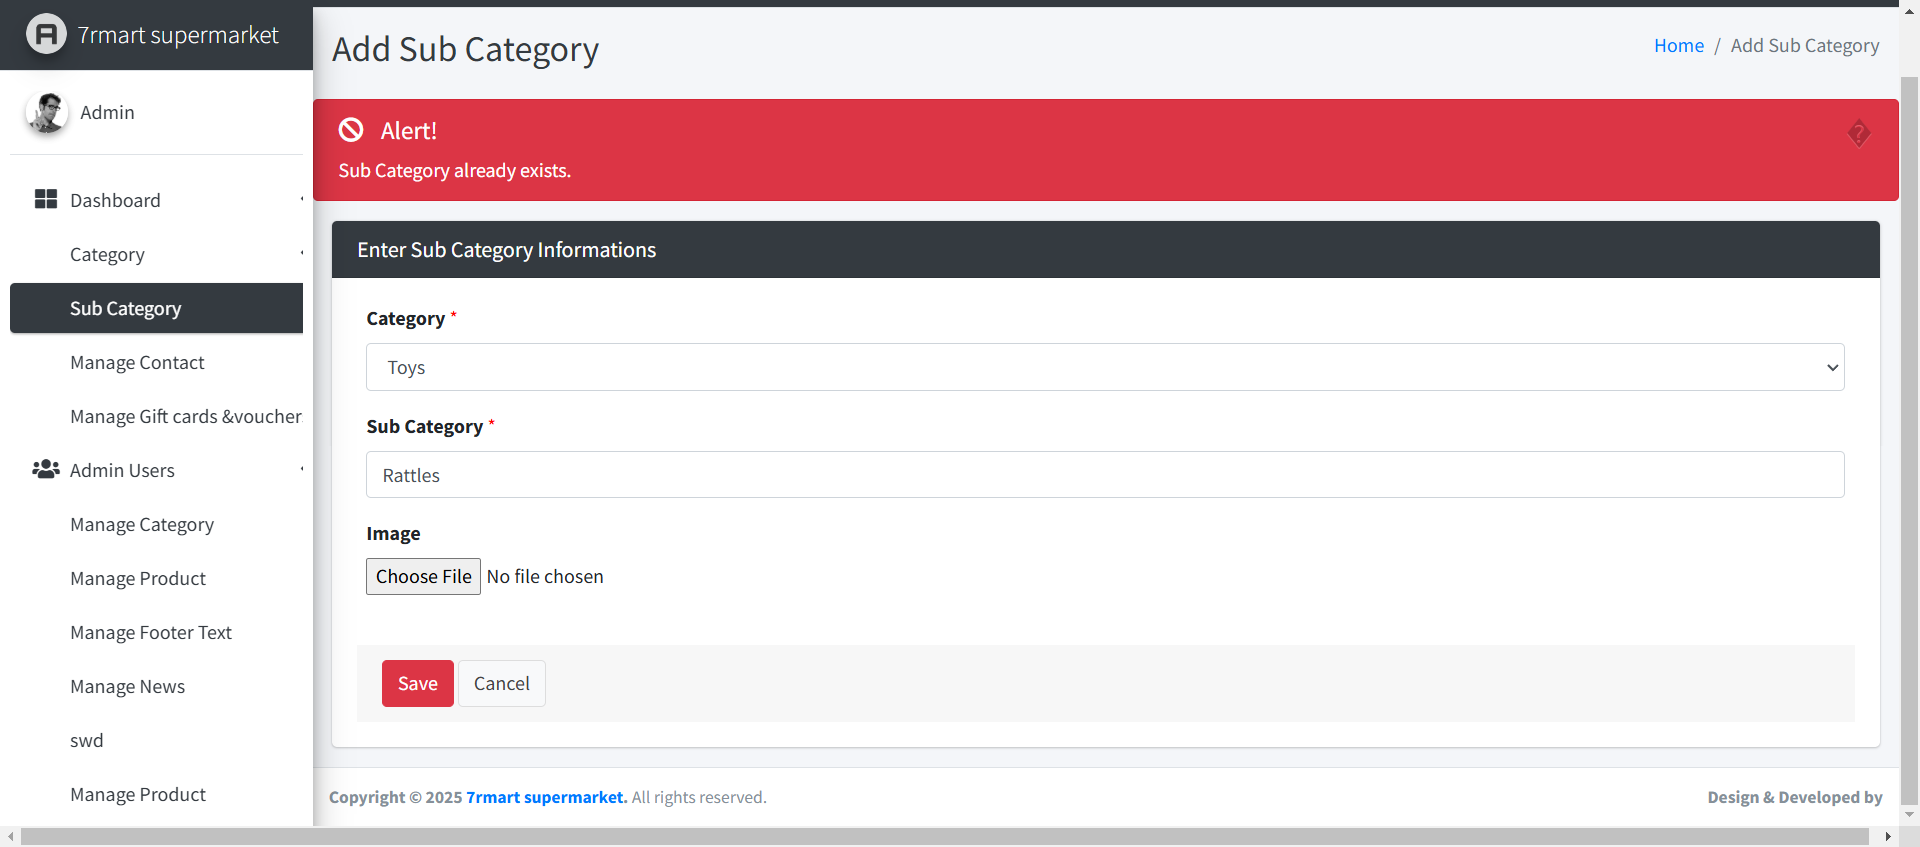 7rmart supermarket
Admin
Dashboard
Category
Sub Category
Manage Contact
Manage Gift cards &voucher
Admin Users
Manage Category
Manage Product
Manage Footer Text
Manage News
swd
Manage Product
Add Sub Category
Home / Add Sub Category
Alert!
Sub Category already exists.
Enter Sub Category Informations
Category *
Toys
Sub Category *
Rattles
Image
Choose File No file chosen
Save Cancel
Copyright © 2025 7rmart supermarket. All rights reserved.
Design & Developed by